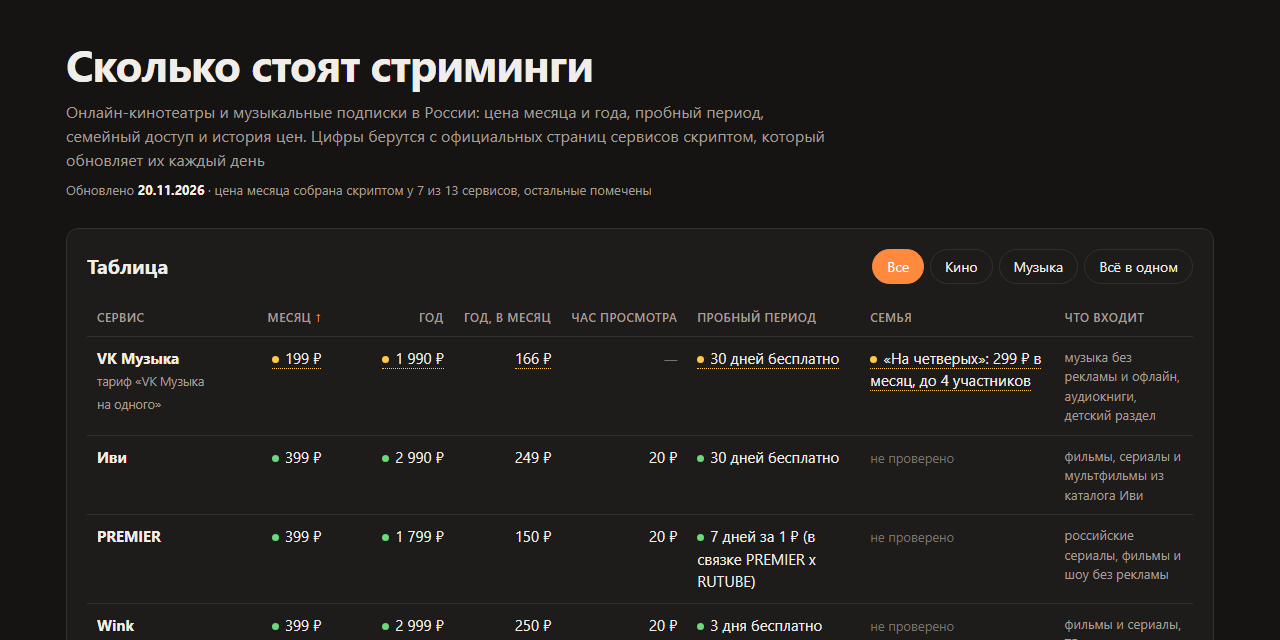 Сколько стоят стриминги
Онлайн-кинотеатры и музыкальные подписки в России: цена месяца и года, пробный период,
семейный доступ и история цен. Цифры берутся с официальных страниц сервисов скриптом, который
обновляет их каждый день
Обновлено 20.11.2026 · цена месяца собрана скриптом у 7 из 13 сервисов, остальные помечены
Таблица
Все Кино Музыка Всё в одном
СЕРВИС МЕСЯЦ ↑ ГОД ГОД, В МЕСЯЦ ЧАС ПРОСМОТРА ПРОБНЫЙ ПЕРИОД СЕМЬЯ ЧТО ВХОДИТ
VK Музыка
тариф «VK Музыка
на одного»
199 ₽
1 990 ₽
166 ₽
—
30 дней бесплатно
«На четверых»: 299 ₽ в
месяц, до 4 участников
музыка без
рекламы и офлайн,
аудиокниги,
детский раздел
Иви
399 ₽
2 990 ₽
249 ₽
20 ₽
30 дней бесплатно
не проверено
фильмы, сериалы и
мультфильмы из
каталога Иви
PREMIER
399 ₽
1 799 ₽
150 ₽
20 ₽
7 дней за 1 ₽ (в
связке PREMIER x
RUTUBE)
не проверено
российские
сериалы, фильмы и
шоу без рекламы
Wink
399 ₽
2 999 ₽
250 ₽
20 ₽
3 дня бесплатно
не проверено
фильмы и сериалы,